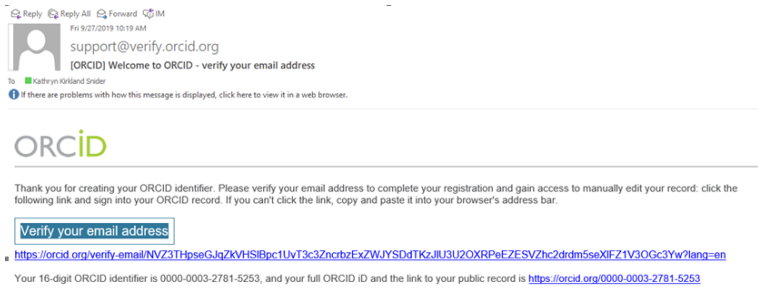 Reply Reply All Forward IM
Fri 9/27/2019 10:19 AM
support@verify.orcid.org
[ORCID] Welcome to ORCID - verify your email address
To Kathryn Kirkland Snider
If there are problems with how this message is displayed, click here to view it in a web browser.
ORCiD
Thank you for creating your ORCID identifier. Please verify your email address to complete your registration and gain access to manually edit your record: click the
following link and sign into your ORCID record. If you can't click the link, copy and paste it into your browser's address bar.
Verify your email address
https://orcid.org/verify-email/NVZ3THpseGJqZkVHSlBpc1UvT3c3ZncrbzExZWJYSDdTKzJlU3U2OXRPeEZESVZhc2drdm5seXlFZ1V3OGc3Yw?lang=en
Your 16-digit ORCID identifier is 0000-0003-2781-5253, and your full ORCID iD and the link to your public record is https://orcid.org/0000-0003-2781-5253